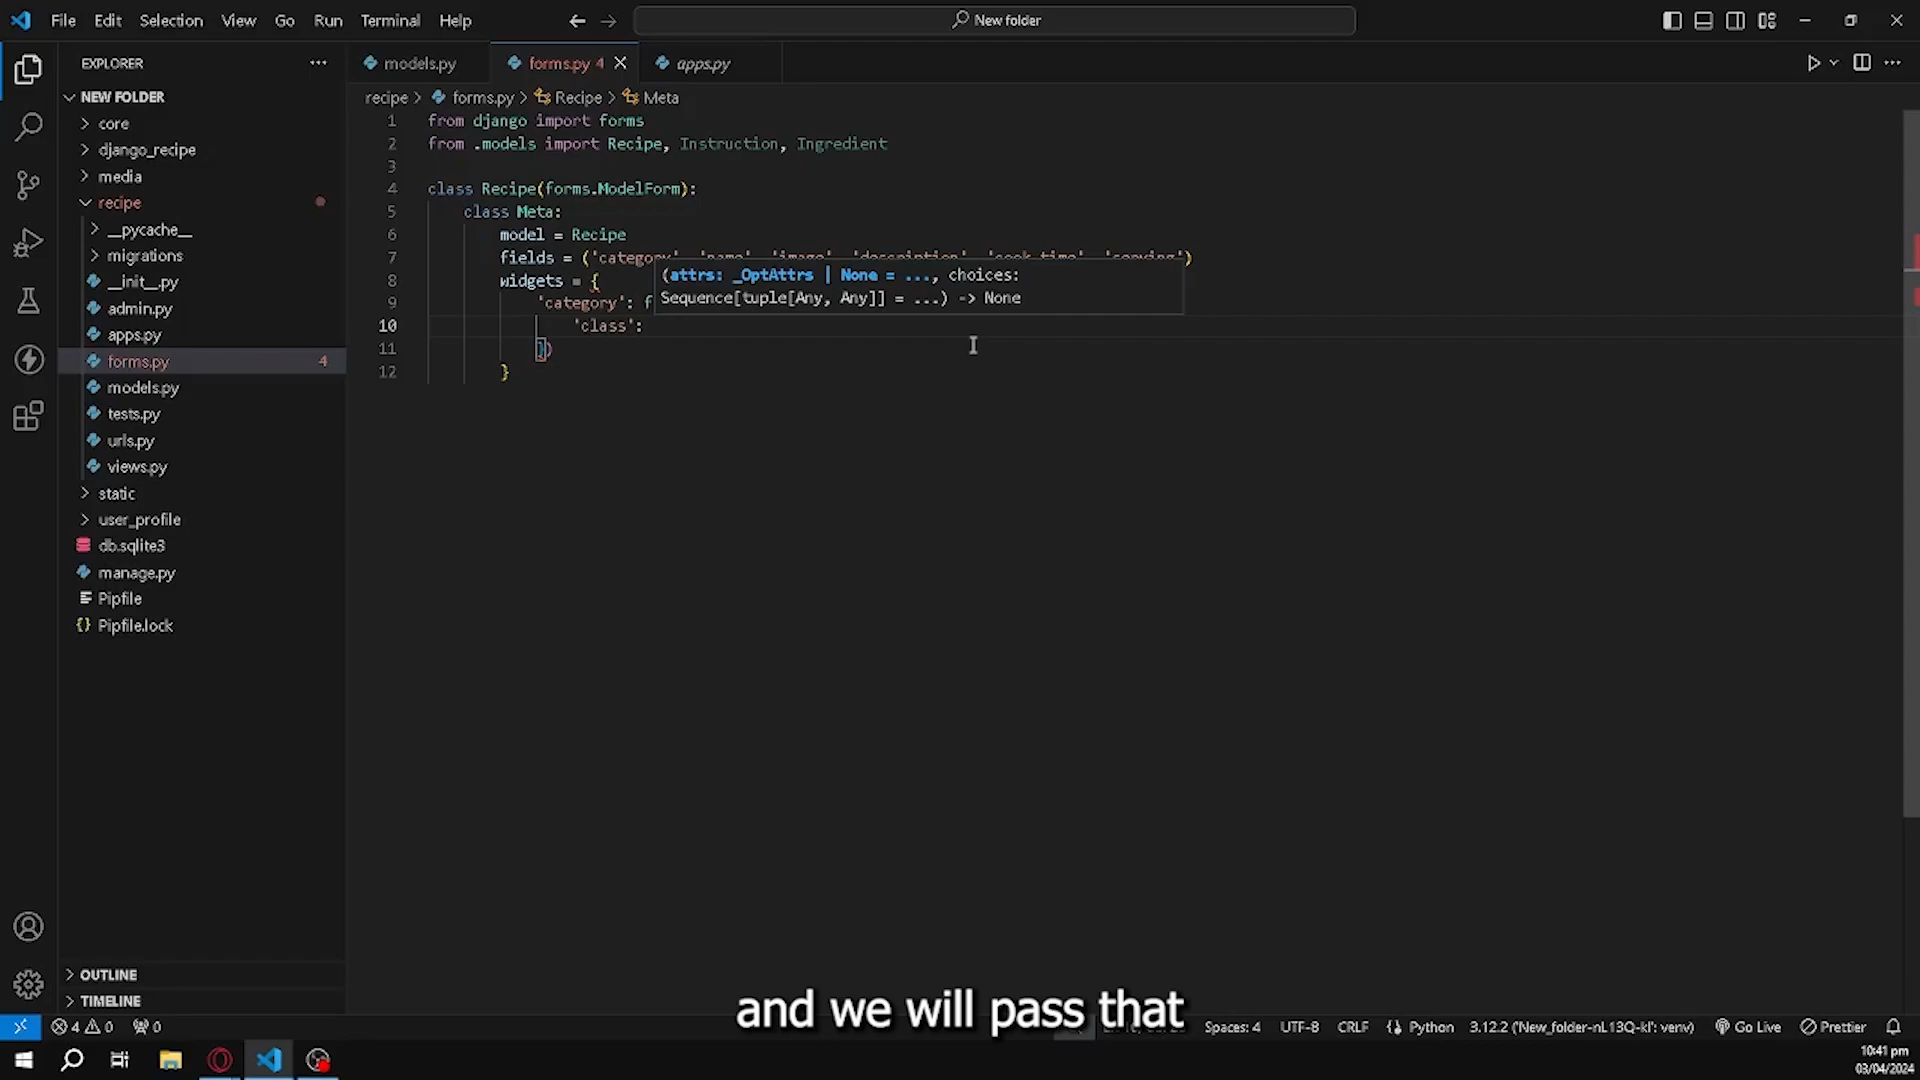 File Edit Selection View Go Run Terminal Help
New folder
EXPLORER
models.py
forms.py 4
apps.py
NEW FOLDER
recipe > forms.py > Recipe > Meta
core
django_recipe
media
recipe
__pycache__
migrations
__init__.py
admin.py
apps.py
forms.py 4
models.py
tests.py
urls.py
views.py
static
user_profile
db.sqlite3
manage.py
Pipfile
Pipfile.lock
OUTLINE
TIMELINE
1 from django import forms
2 from .models import Recipe, Instruction, Ingredient
3
4 class Recipe(forms.ModelForm):
5 class Meta:
6 model = Recipe
7 fields = ('category', 'name', 'image', 'description', 'cook_time', 'serving')
8 widgets = {
9 'category': f
(attrs: _OptAttrs | None = ..., choices:
Sequence[tuple[Any, Any]] = ...) -> None
10 'class':
11 })
12 }
and we will pass that
4 0 0
Spaces: 4 UTF-8 CRLF {} Python 3.12.2 ('New_folder-nL13Q-kl': venv) Go Live Prettier
10:41 pm
03/04/2024